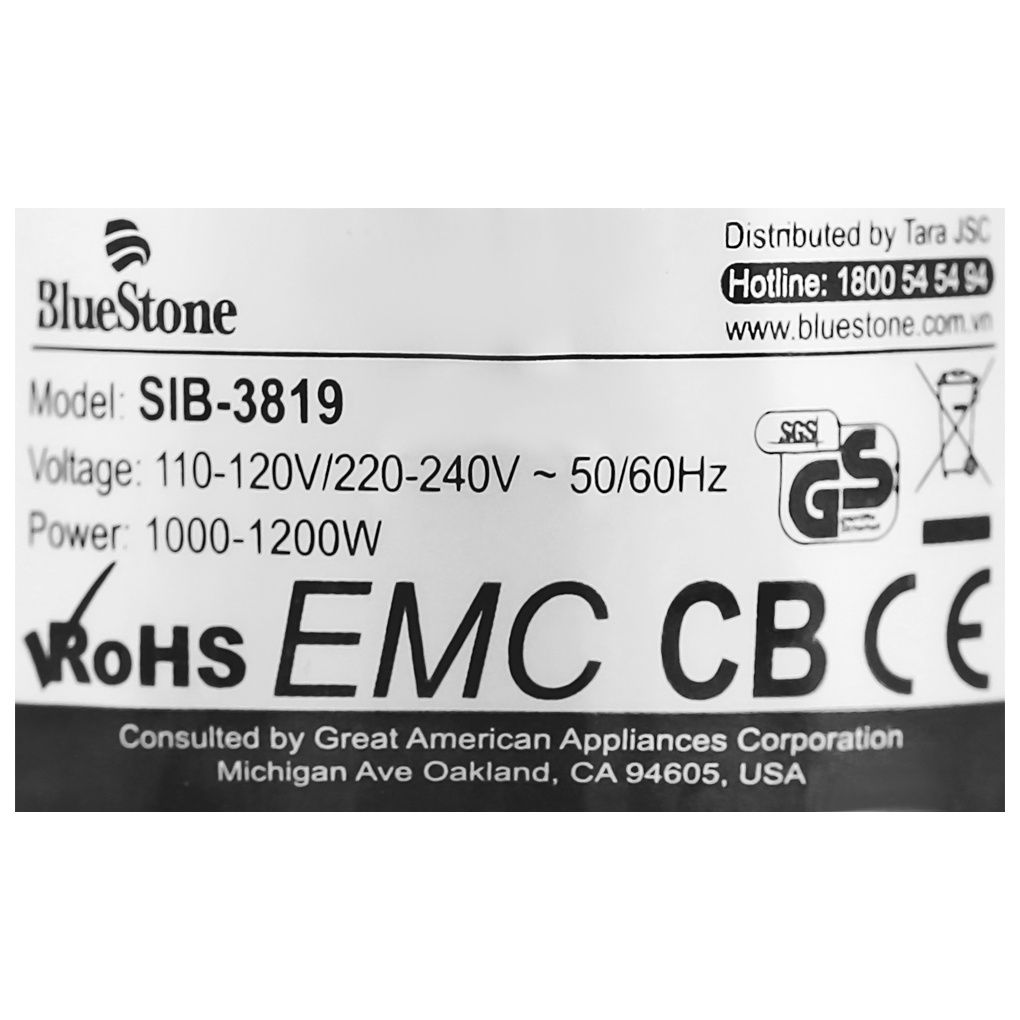 BlueStone
Distributed by Tara JSC
Hotline: 1800 54 54 94
www.bluestone.com.vn
Model: SIB-3819
Voltage: 110-120V/220-240V ~ 50/60Hz
Power: 1000-1200W
SGS
GS
RoHS EMC CB CE
Consulted by Great American Appliances Corporation
Michigan Ave Oakland, CA 94605, USA